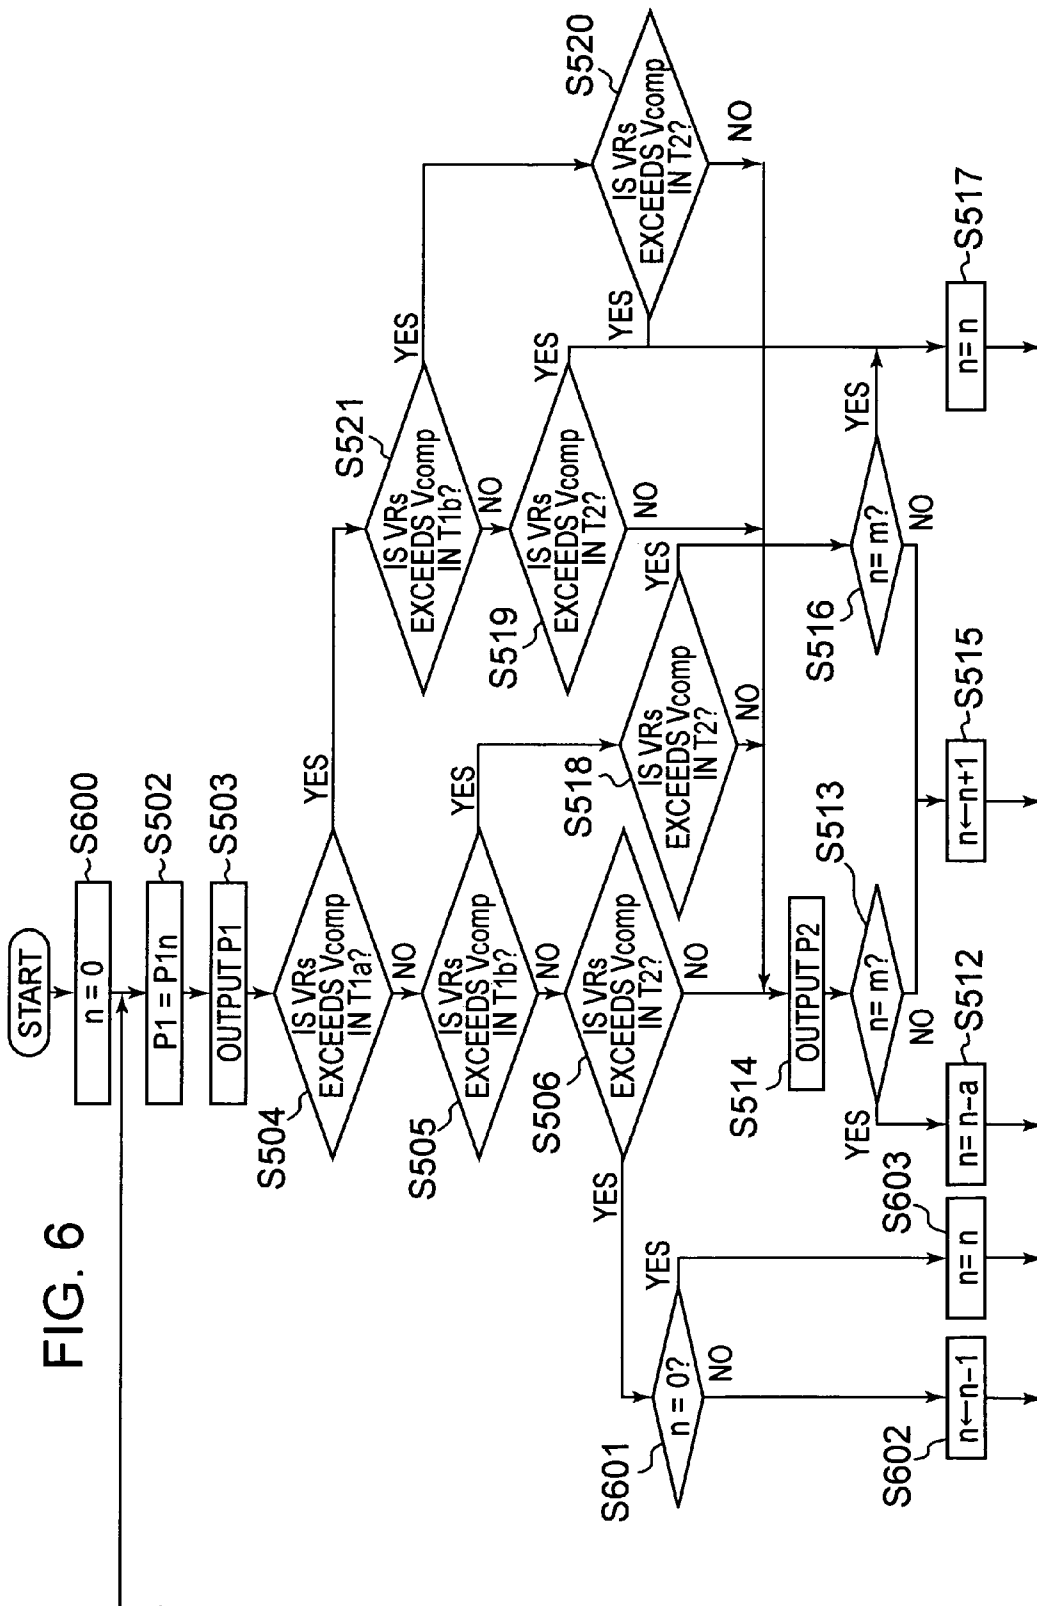 FIG. 6
START
n = 0
S600
P1 = P1n
S502
OUTPUT P1
S503
IS VRs
EXCEEDS Vcomp
IN T1a?
S504
YES
NO
IS VRs
EXCEEDS Vcomp
IN T1b?
S505
YES
NO
IS VRs
EXCEEDS Vcomp
IN T2?
S506
YES
NO
IS VRs
EXCEEDS Vcomp
IN T1b?
S521
YES
NO
IS VRs
EXCEEDS Vcomp
IN T2?
S519
YES
NO
IS VRs
EXCEEDS Vcomp
IN T2?
S520
YES
NO
IS VRs
EXCEEDS Vcomp
IN T2?
S518
YES
NO
n = 0?
S601
YES
NO
OUTPUT P2
S514
n= m?
S513
YES
NO
n= m?
S516
YES
NO
n←n−1
S602
n= n
S603
n= n−a
S512
n←n+1
S515
n= n
S517